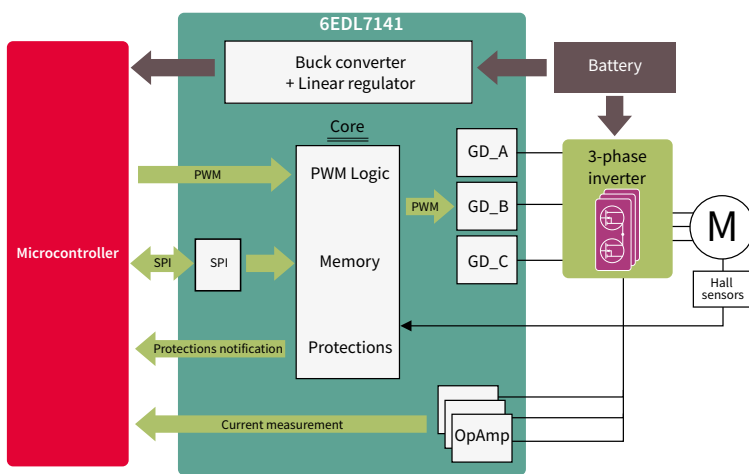 6EDL7141
Buck converter
+ Linear regulator
Battery
Core
PWM Logic
Memory
Protections
GD_A
GD_B
GD_C
3-phase
inverter
M
Hall
sensors
Microcontroller
PWM
PWM
SPI
SPI
Protections notification
Current measurement
OpAmp